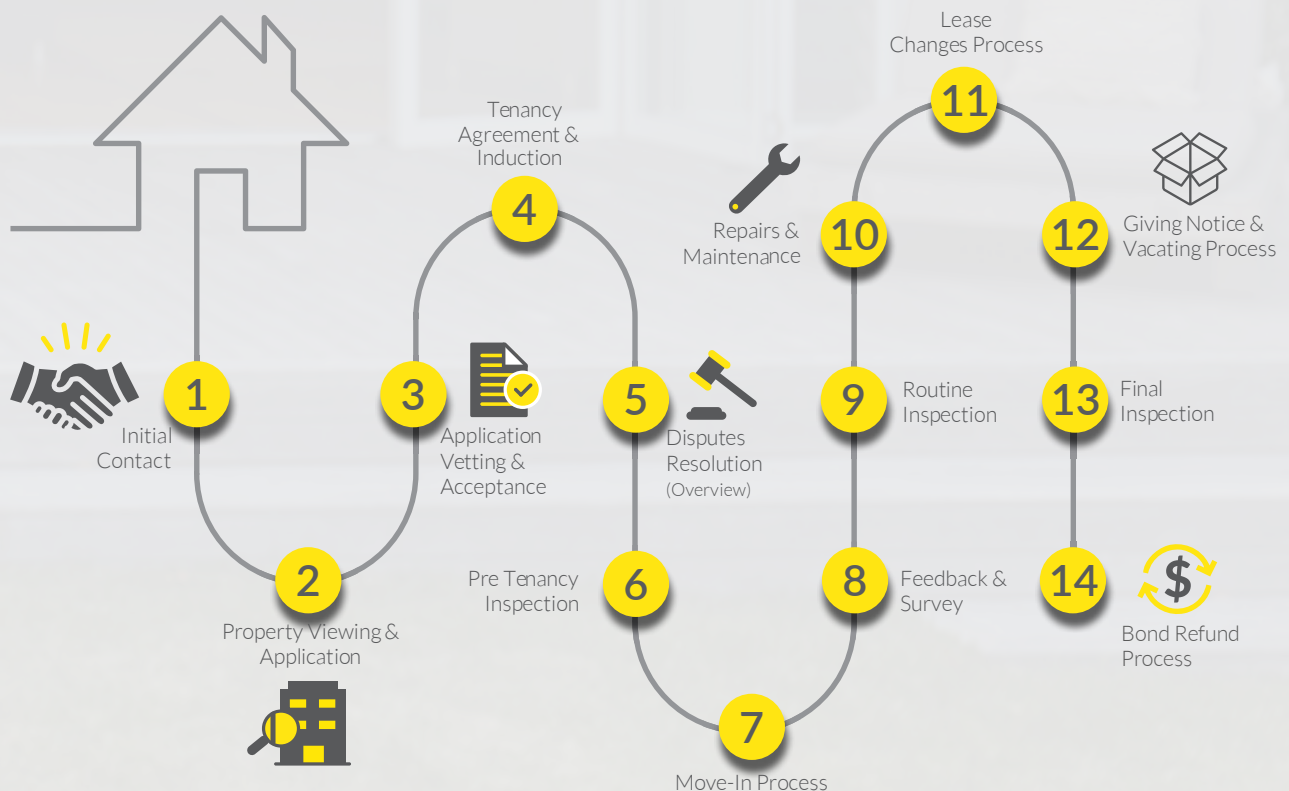 1
Initial
Contact
2
Property Viewing &
Application
3
Application
Vetting &
Acceptance
Tenancy
Agreement &
Induction
4
5
Disputes
Resolution
(Overview)
6
Pre Tenancy
Inspection
7
Move-In Process
8
Feedback &
Survey
9
Routine
Inspection
10
Repairs &
Maintenance
Lease
Changes Process
11
12
Giving Notice &
Vacating Process
13
Final
Inspection
14
$
Bond Refund
Process